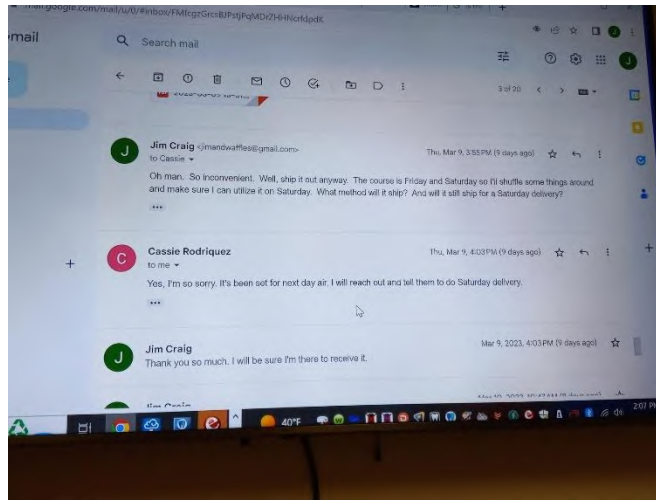 Search mail
5 of 20
Jim Craig <jimandwaffles@gmail.com>
Thu, Mar 9, 3:55 PM (9 days ago)
to Cassie
Oh man. So inconvenient. Well, ship it out anyway. The course is Friday and Saturday so I'll shuffle some things around
and make sure I can utilize it on Saturday. What method will it ship? And will it still ship for a Saturday delivery?
Cassie Rodriquez
Thu, Mar 9, 4:03 PM (9 days ago)
to me
Yes, I'm so sorry. It's been set for next day air. I will reach out and tell them to do Saturday delivery.
Jim Craig
Mar 9, 2023, 4:03 PM (9 days ago)
Thank you so much. I will be sure I'm there to receive it.
Jim Craig
40°F
2:07 PM